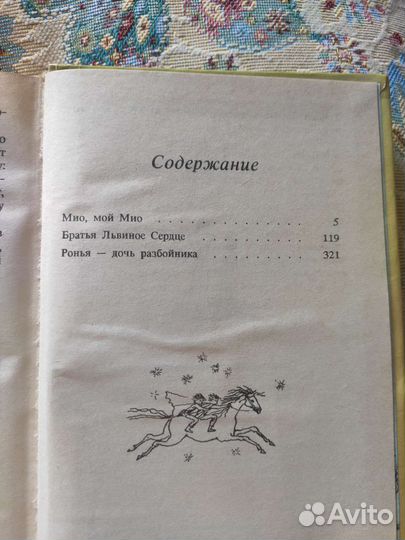 Содержание
Мио, мой Мио . . . . . . . . . . . . . 5
Братья Львиное Сердце . . . . . . . . 119
Ронья — дочь разбойника . . . . . . . 321
Avito